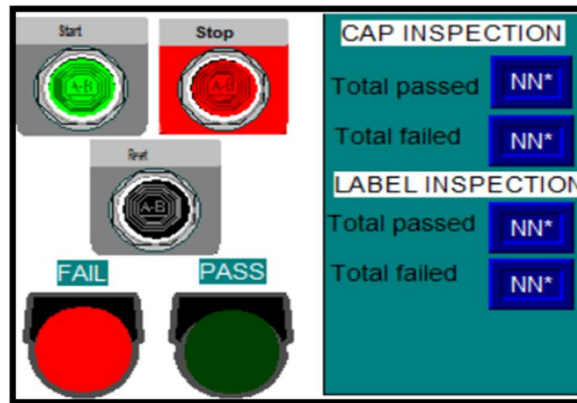 Start
Stop
A-B
A-B
Reset
A-B
FAIL
PASS
CAP INSPECTION
Total passed
NN*
Total failed
NN*
LABEL INSPECTION
Total passed
NN*
Total failed
NN*